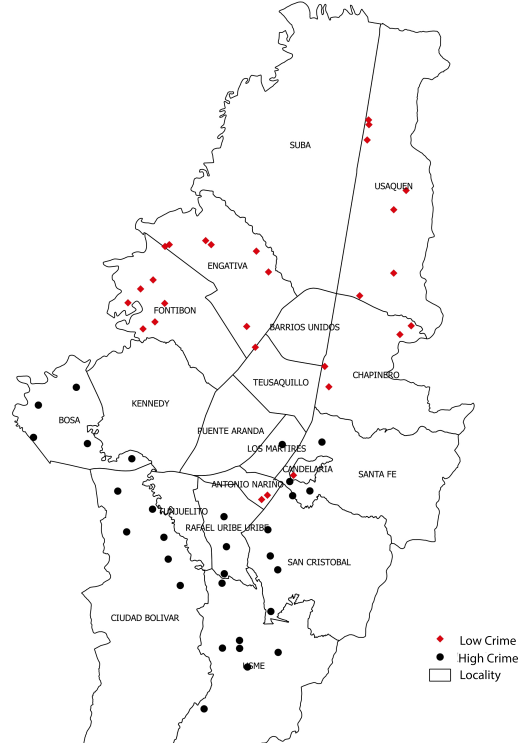 SUBA
USAQUEN
ENGATIVA
FONTIBON
BARRIOS UNIDOS
CHAPINERO
TEUSAQUILLO
KENNEDY
BOSA
PUENTE ARANDA
LOS MARTIRES
CANDELARIA
SANTA FE
ANTONIO NARIÑO
TUNJUELITO
RAFAEL URIBE URIBE
SAN CRISTOBAL
CIUDAD BOLIVAR
USME
Low Crime
High Crime
Locality